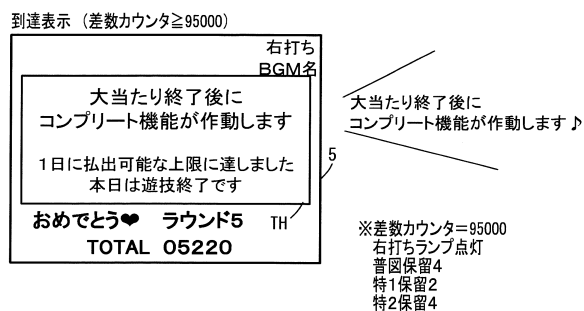 到達表示（差数カウンタ≧95000）
右打ち
BGM名
大当たり終了後に
コンプリート機能が作動します
1日に払出可能な上限に達しました
本日は遊技終了です
おめでとう♥ ラウンド5
TOTAL 05220
TH
5
大当たり終了後に
コンプリート機能が作動します♪
※差数カウンタ＝95000
右打ちランプ点灯
普図保留4
特1保留2
特2保留4